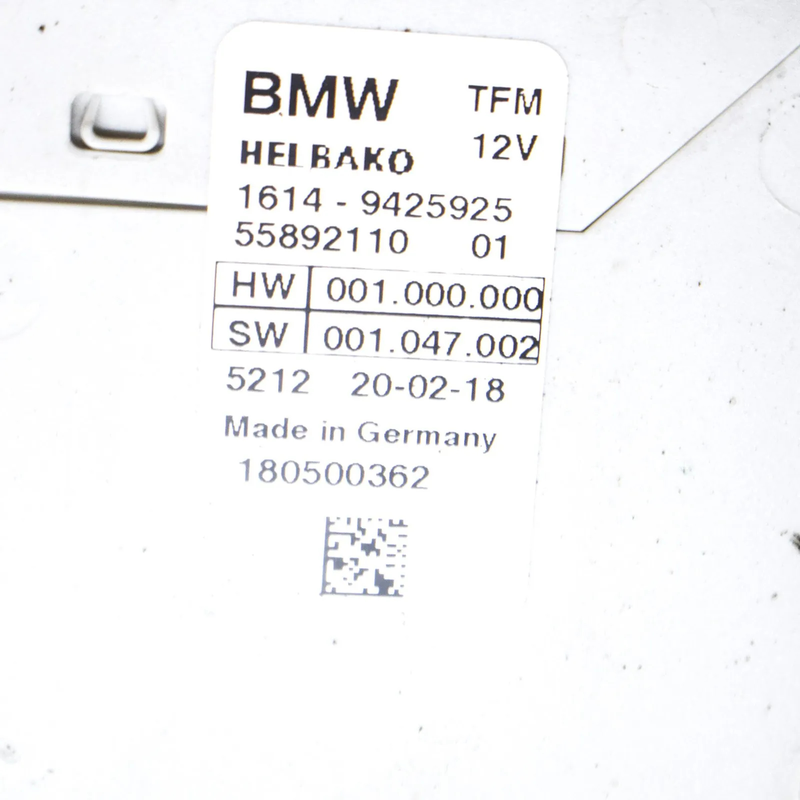 BMW TFM
HELBAKO 12V
1614 - 9425925
55892110 01
HW 001.000.000
SW 001.047.002
5212 20-02-18
Made in Germany
180500362